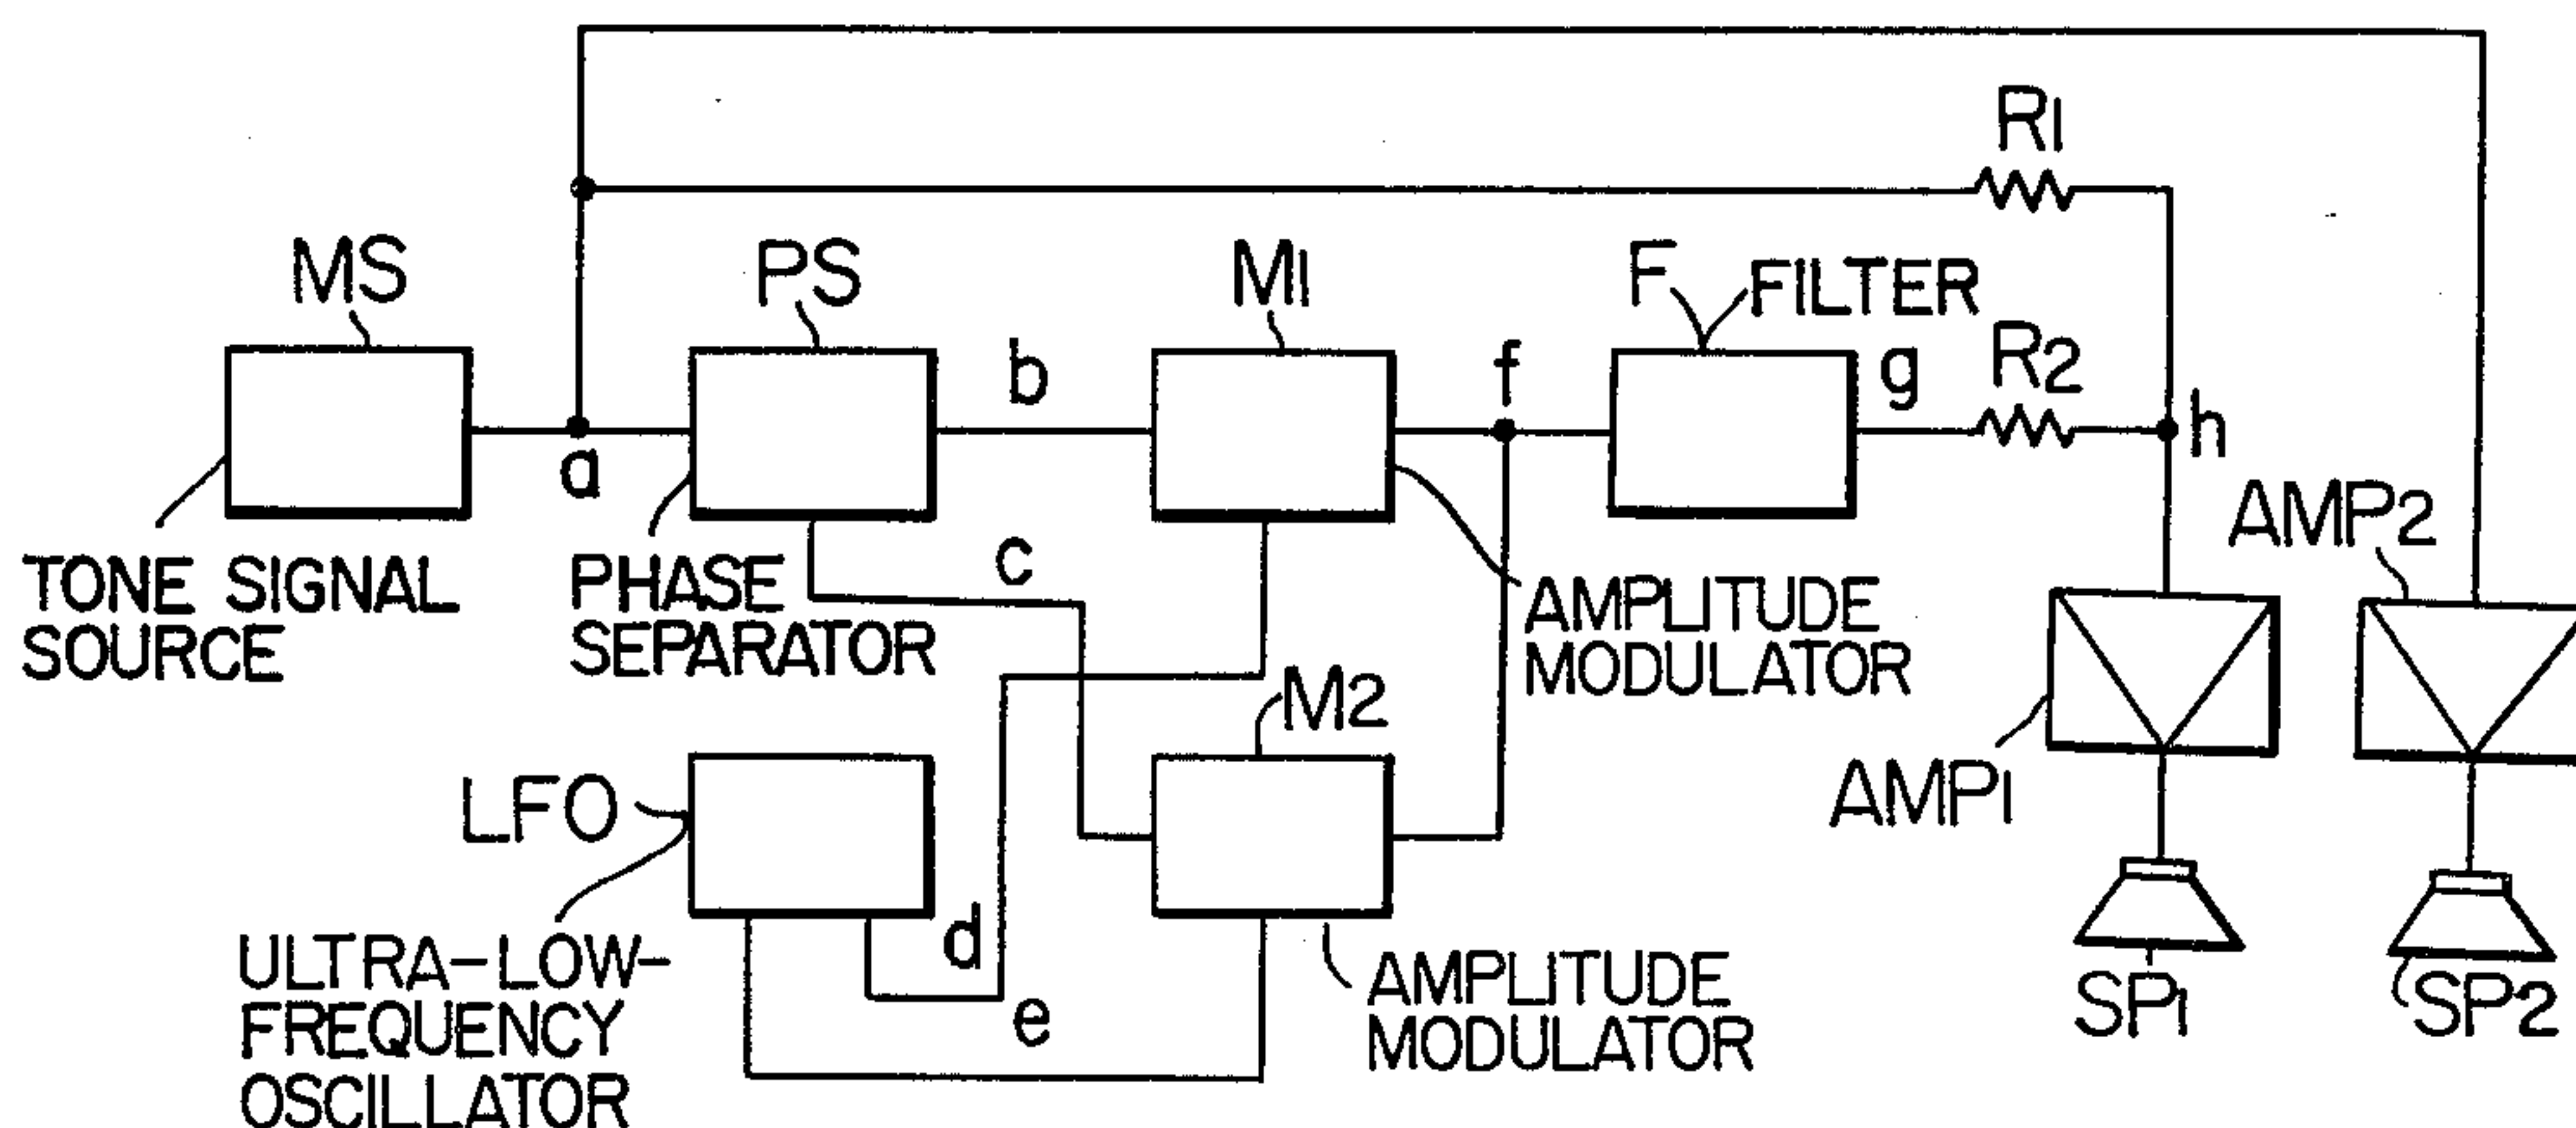 R1
MS
PS
M1
F
FILTER
b
f
g
R2
h
a
AMP2
c
TONE SIGNAL
SOURCE
PHASE
SEPARATOR
AMPLITUDE
MODULATOR
M2
LFO
AMP1
d
e
ULTRA-LOW-
FREQUENCY
OSCILLATOR
AMPLITUDE
MODULATOR
SP1
SP2